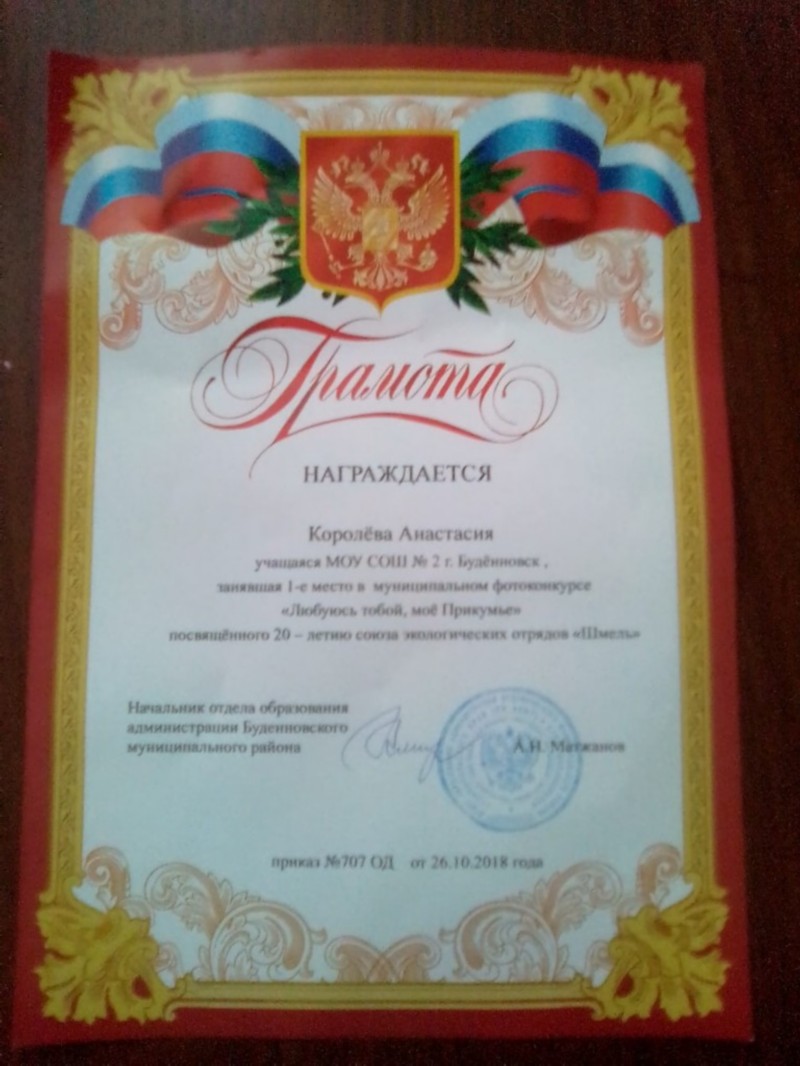 Грамота
НАГРАЖДАЕТСЯ
Королёва Анастасия
учащаяся МОУ СОШ № 2 г. Будённовск ,
занявшая 1-е место в муниципальном фотоконкурсе
«Любуюсь тобой, моё Прикумье»
посвящённого 20 – летию союза экологических отрядов «Шмель»
Начальник отдела образования
администрации Буденновского
муниципального района
А.Н. Матжанов
приказ №707 ОД от 26.10.2018 года